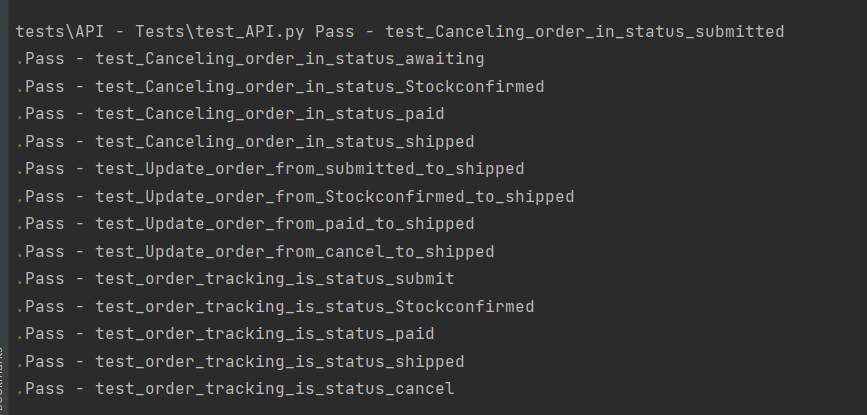 tests\API - Tests\test_API.py Pass - test_Canceling_order_in_status_submitted
.Pass - test_Canceling_order_in_status_awaiting
.Pass - test_Canceling_order_in_status_Stockconfirmed
.Pass - test_Canceling_order_in_status_paid
.Pass - test_Canceling_order_in_status_shipped
.Pass - test_Update_order_from_submitted_to_shipped
.Pass - test_Update_order_from_Stockconfirmed_to_shipped
.Pass - test_Update_order_from_paid_to_shipped
.Pass - test_Update_order_from_cancel_to_shipped
.Pass - test_order_tracking_is_status_submit
.Pass - test_order_tracking_is_status_Stockconfirmed
.Pass - test_order_tracking_is_status_paid
.Pass - test_order_tracking_is_status_shipped
.Pass - test_order_tracking_is_status_cancel